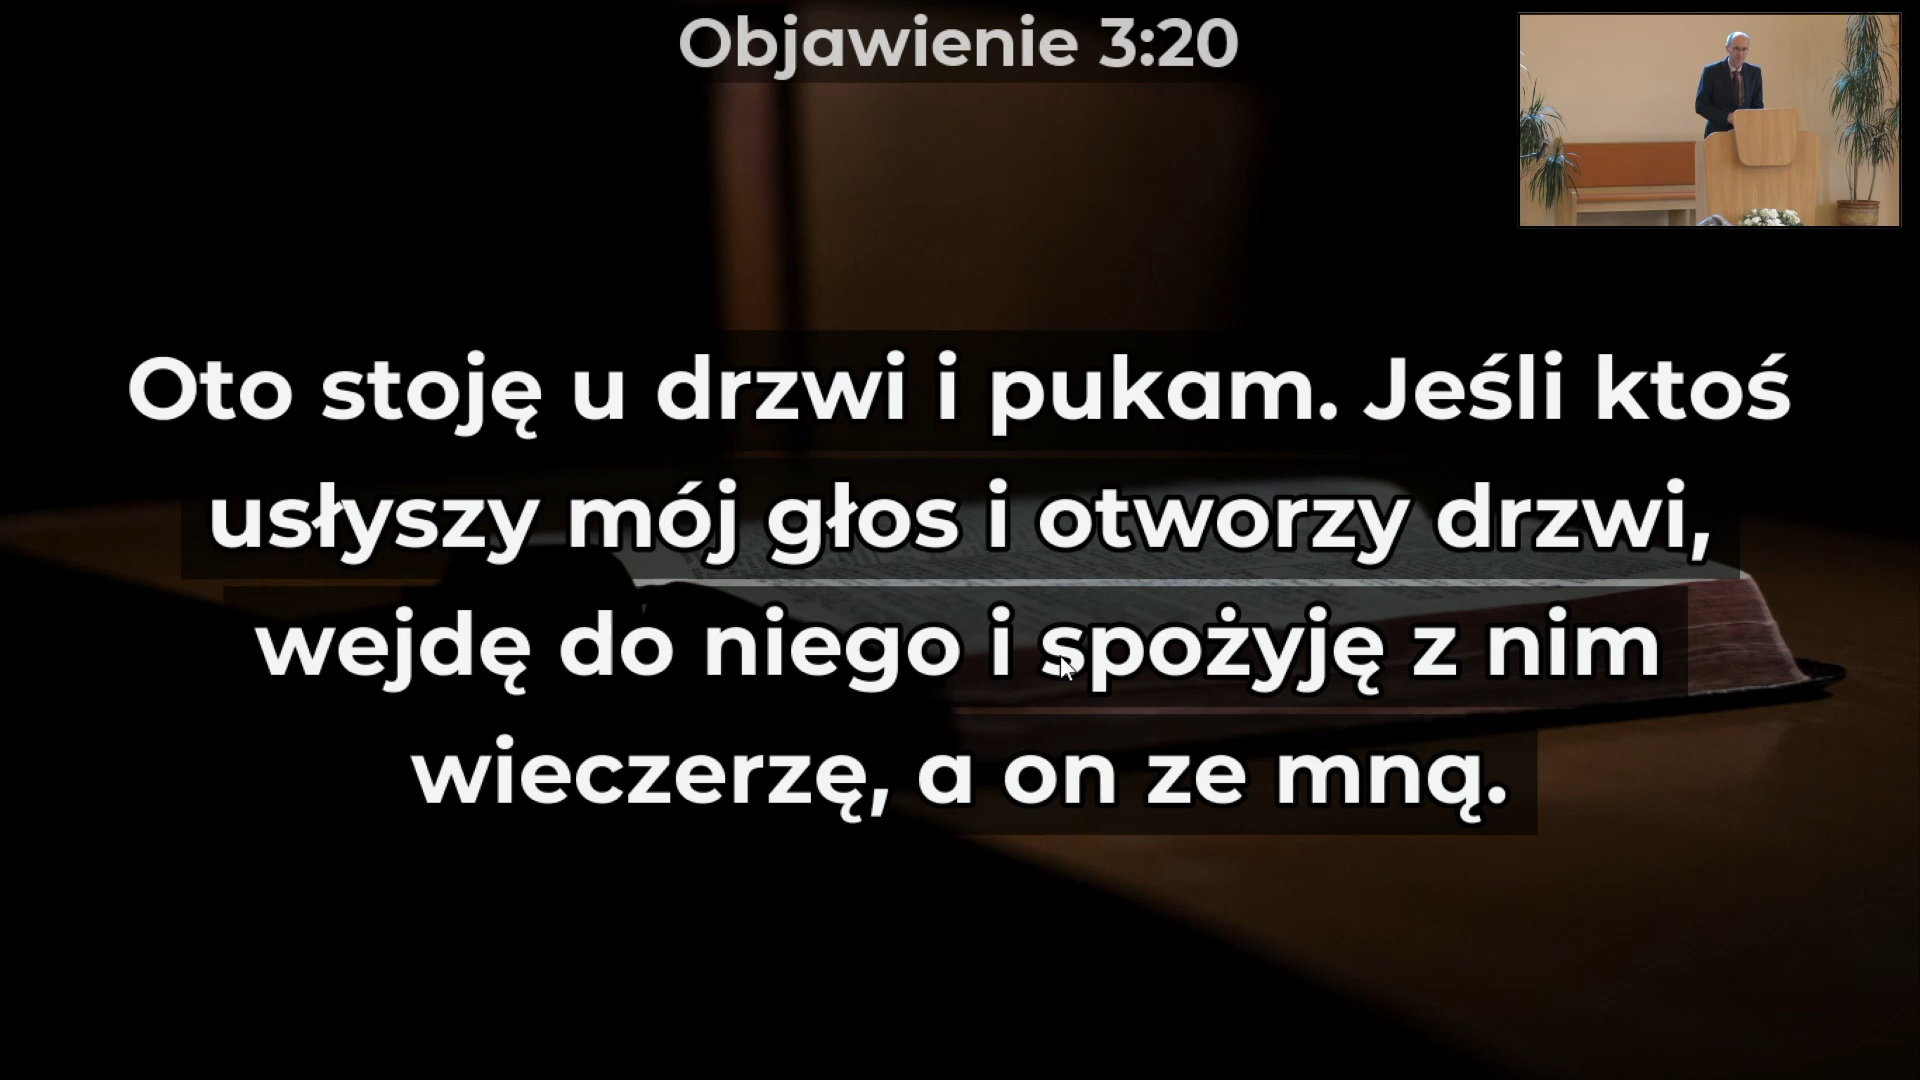 Objawienie 3:20
Oto stoję u drzwi i pukam. Jeśli ktoś
usłyszy mój głos i otworzy drzwi,
wejdę do niego i spożyję z nim
wieczerzę, a on ze mną.